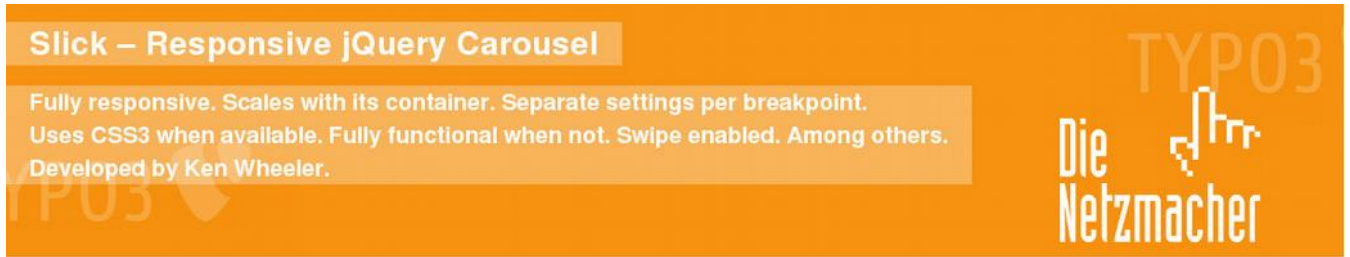 Slick – Responsive jQuery Carousel
Fully responsive. Scales with its container. Separate settings per breakpoint.
Uses CSS3 when available. Fully functional when not. Swipe enabled. Among others.
Developed by Ken Wheeler.
TYPO3
YPO3
Die
Netzmacher